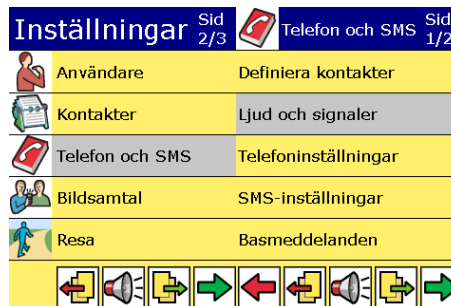 Inställningar Sid 2/3
Användare
Kontakter
Telefon och SMS
Bildsamtal
Resa
Telefon och SMS Sid 1/2
Definiera kontakter
Ljud och signaler
Telefoninställningar
SMS-inställningar
Basmeddelanden